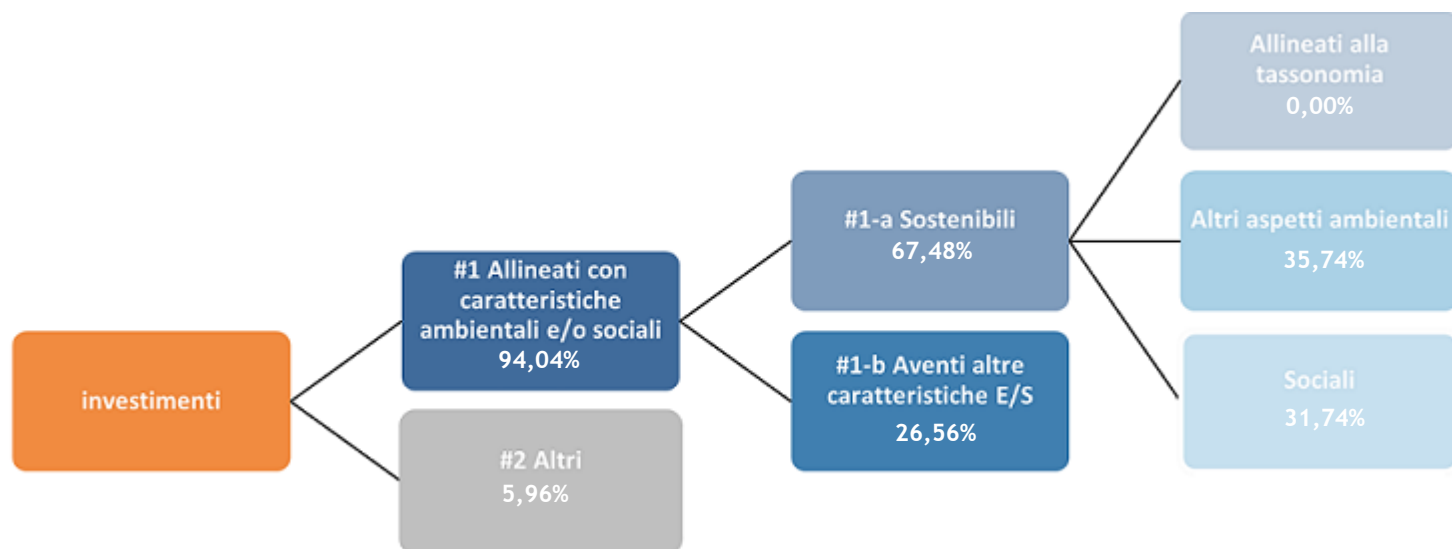 investimenti
#1 Allineati con
caratteristiche
ambientali e/o sociali
94,04%
#2 Altri
5,96%
#1-a Sostenibili
67,48%
#1-b Aventi altre
caratteristiche E/S
26,56%
Allineati alla
tassonomia
0,00%
Altri aspetti ambientali
35,74%
Sociali
31,74%